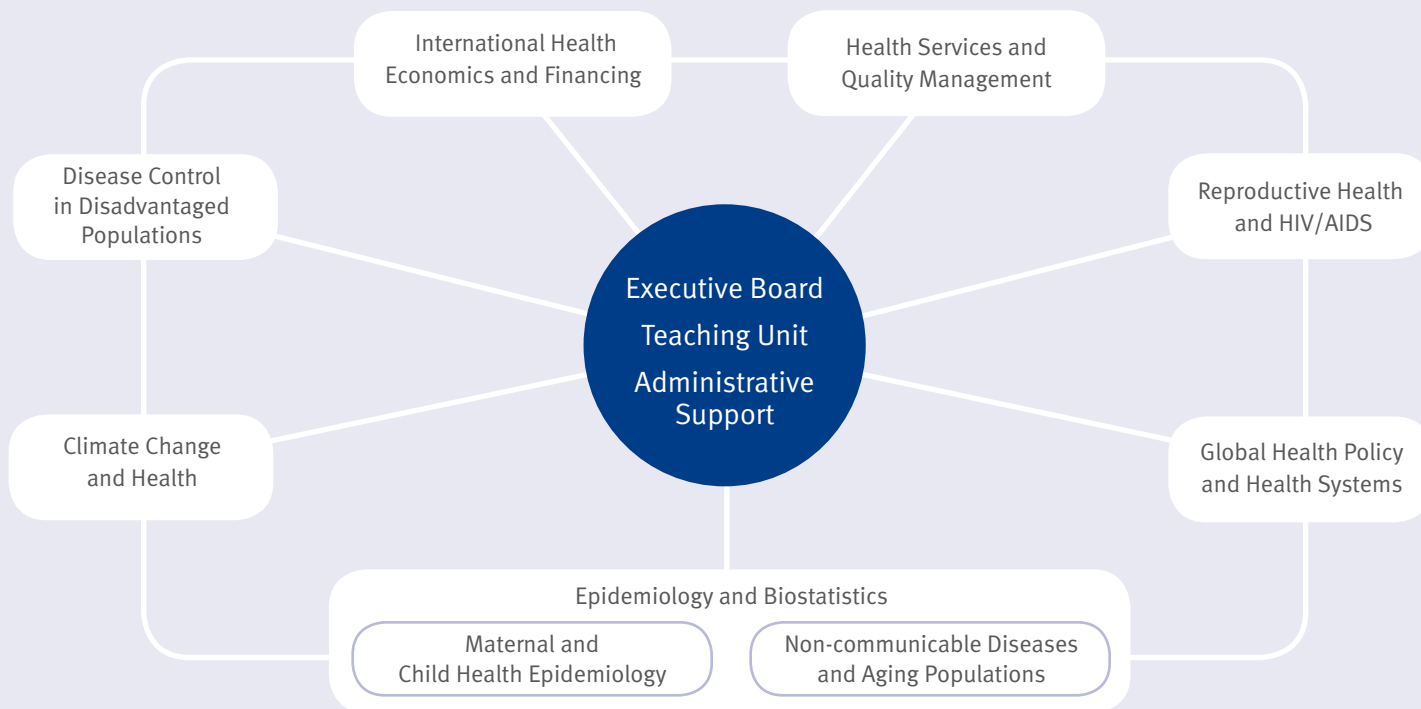 International Health
Economics and Financing
Health Services and
Quality Management
Disease Control
in Disadvantaged
Populations
Reproductive Health
and HIV/AIDS
Executive Board
Teaching Unit
Administrative
Support
Climate Change
and Health
Global Health Policy
and Health Systems
Epidemiology and Biostatistics
Maternal and
Child Health Epidemiology
Non-communicable Diseases
and Aging Populations